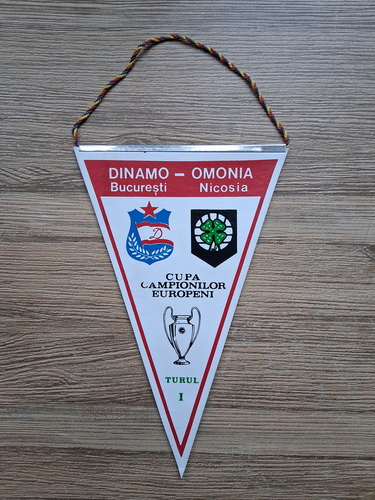 DINAMO – OMONIA
București Nicosia
D
CUPA
CAMPIONILOR
EUROPENI
TURUL
I